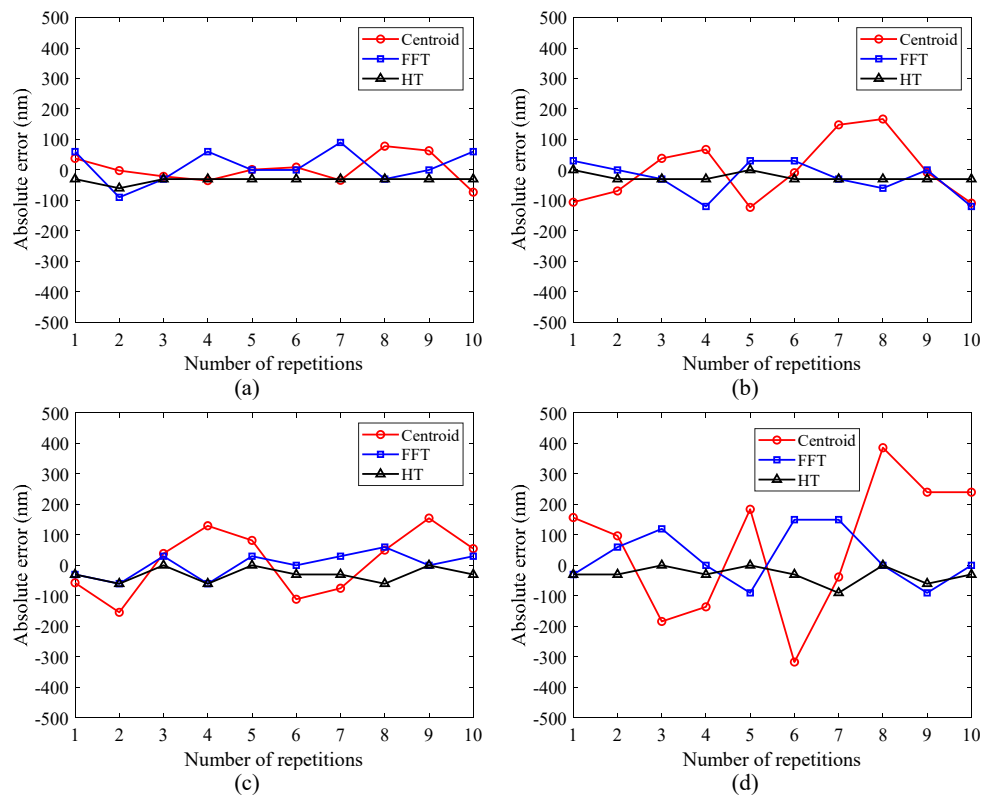 500
400
300
200
100
0
-100
-200
-300
-400
-500
Absolute error (nm)
Centroid
FFT
HT
1 2 3 4 5 6 7 8 9 10
Number of repetitions
(a)
500
400
300
200
100
0
-100
-200
-300
-400
-500
Absolute error (nm)
Centroid
FFT
HT
1 2 3 4 5 6 7 8 9 10
Number of repetitions
(b)
500
400
300
200
100
0
-100
-200
-300
-400
-500
Absolute error (nm)
Centroid
FFT
HT
1 2 3 4 5 6 7 8 9 10
Number of repetitions
(c)
500
400
300
200
100
0
-100
-200
-300
-400
-500
Absolute error (nm)
Centroid
FFT
HT
1 2 3 4 5 6 7 8 9 10
Number of repetitions
(d)